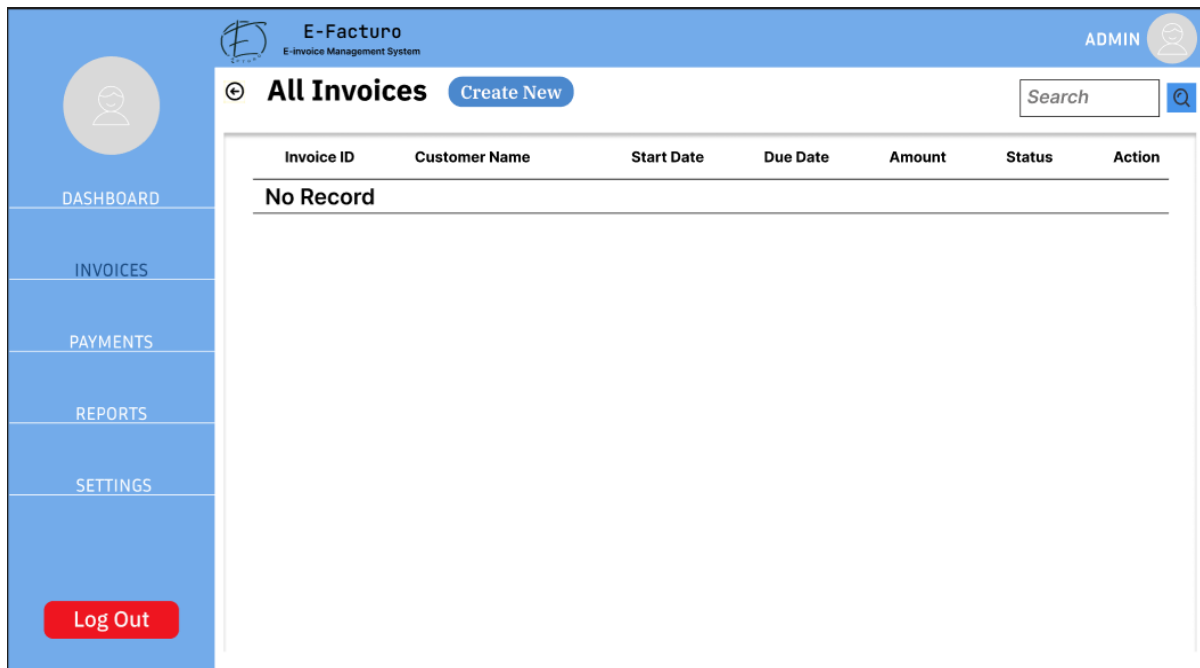 E-Facturo
E-invoice Management System
ADMIN
All Invoices
Create New
Search
Invoice ID Customer Name Start Date Due Date Amount Status Action
No Record
DASHBOARD
INVOICES
PAYMENTS
REPORTS
SETTINGS
Log Out